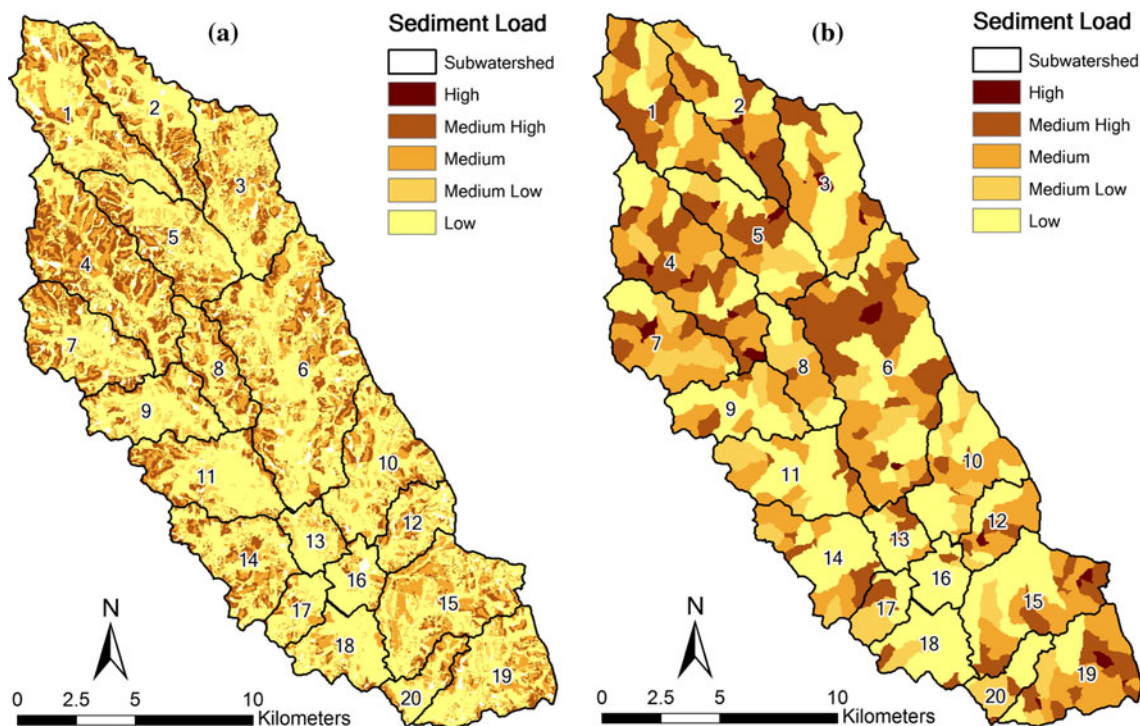 (a)
Sediment Load
Subwatershed
High
Medium High
Medium
Medium Low
Low
1
2
3
5
4
7
8
6
9
10
11
12
13
14
16
15
17
18
19
20
N
0 2.5 5 10
Kilometers
(b)
Sediment Load
Subwatershed
High
Medium High
Medium
Medium Low
Low
1
2
3
5
4
7
8
6
9
10
11
12
13
14
16
15
17
18
19
20
N
0 2.5 5 10
Kilometers